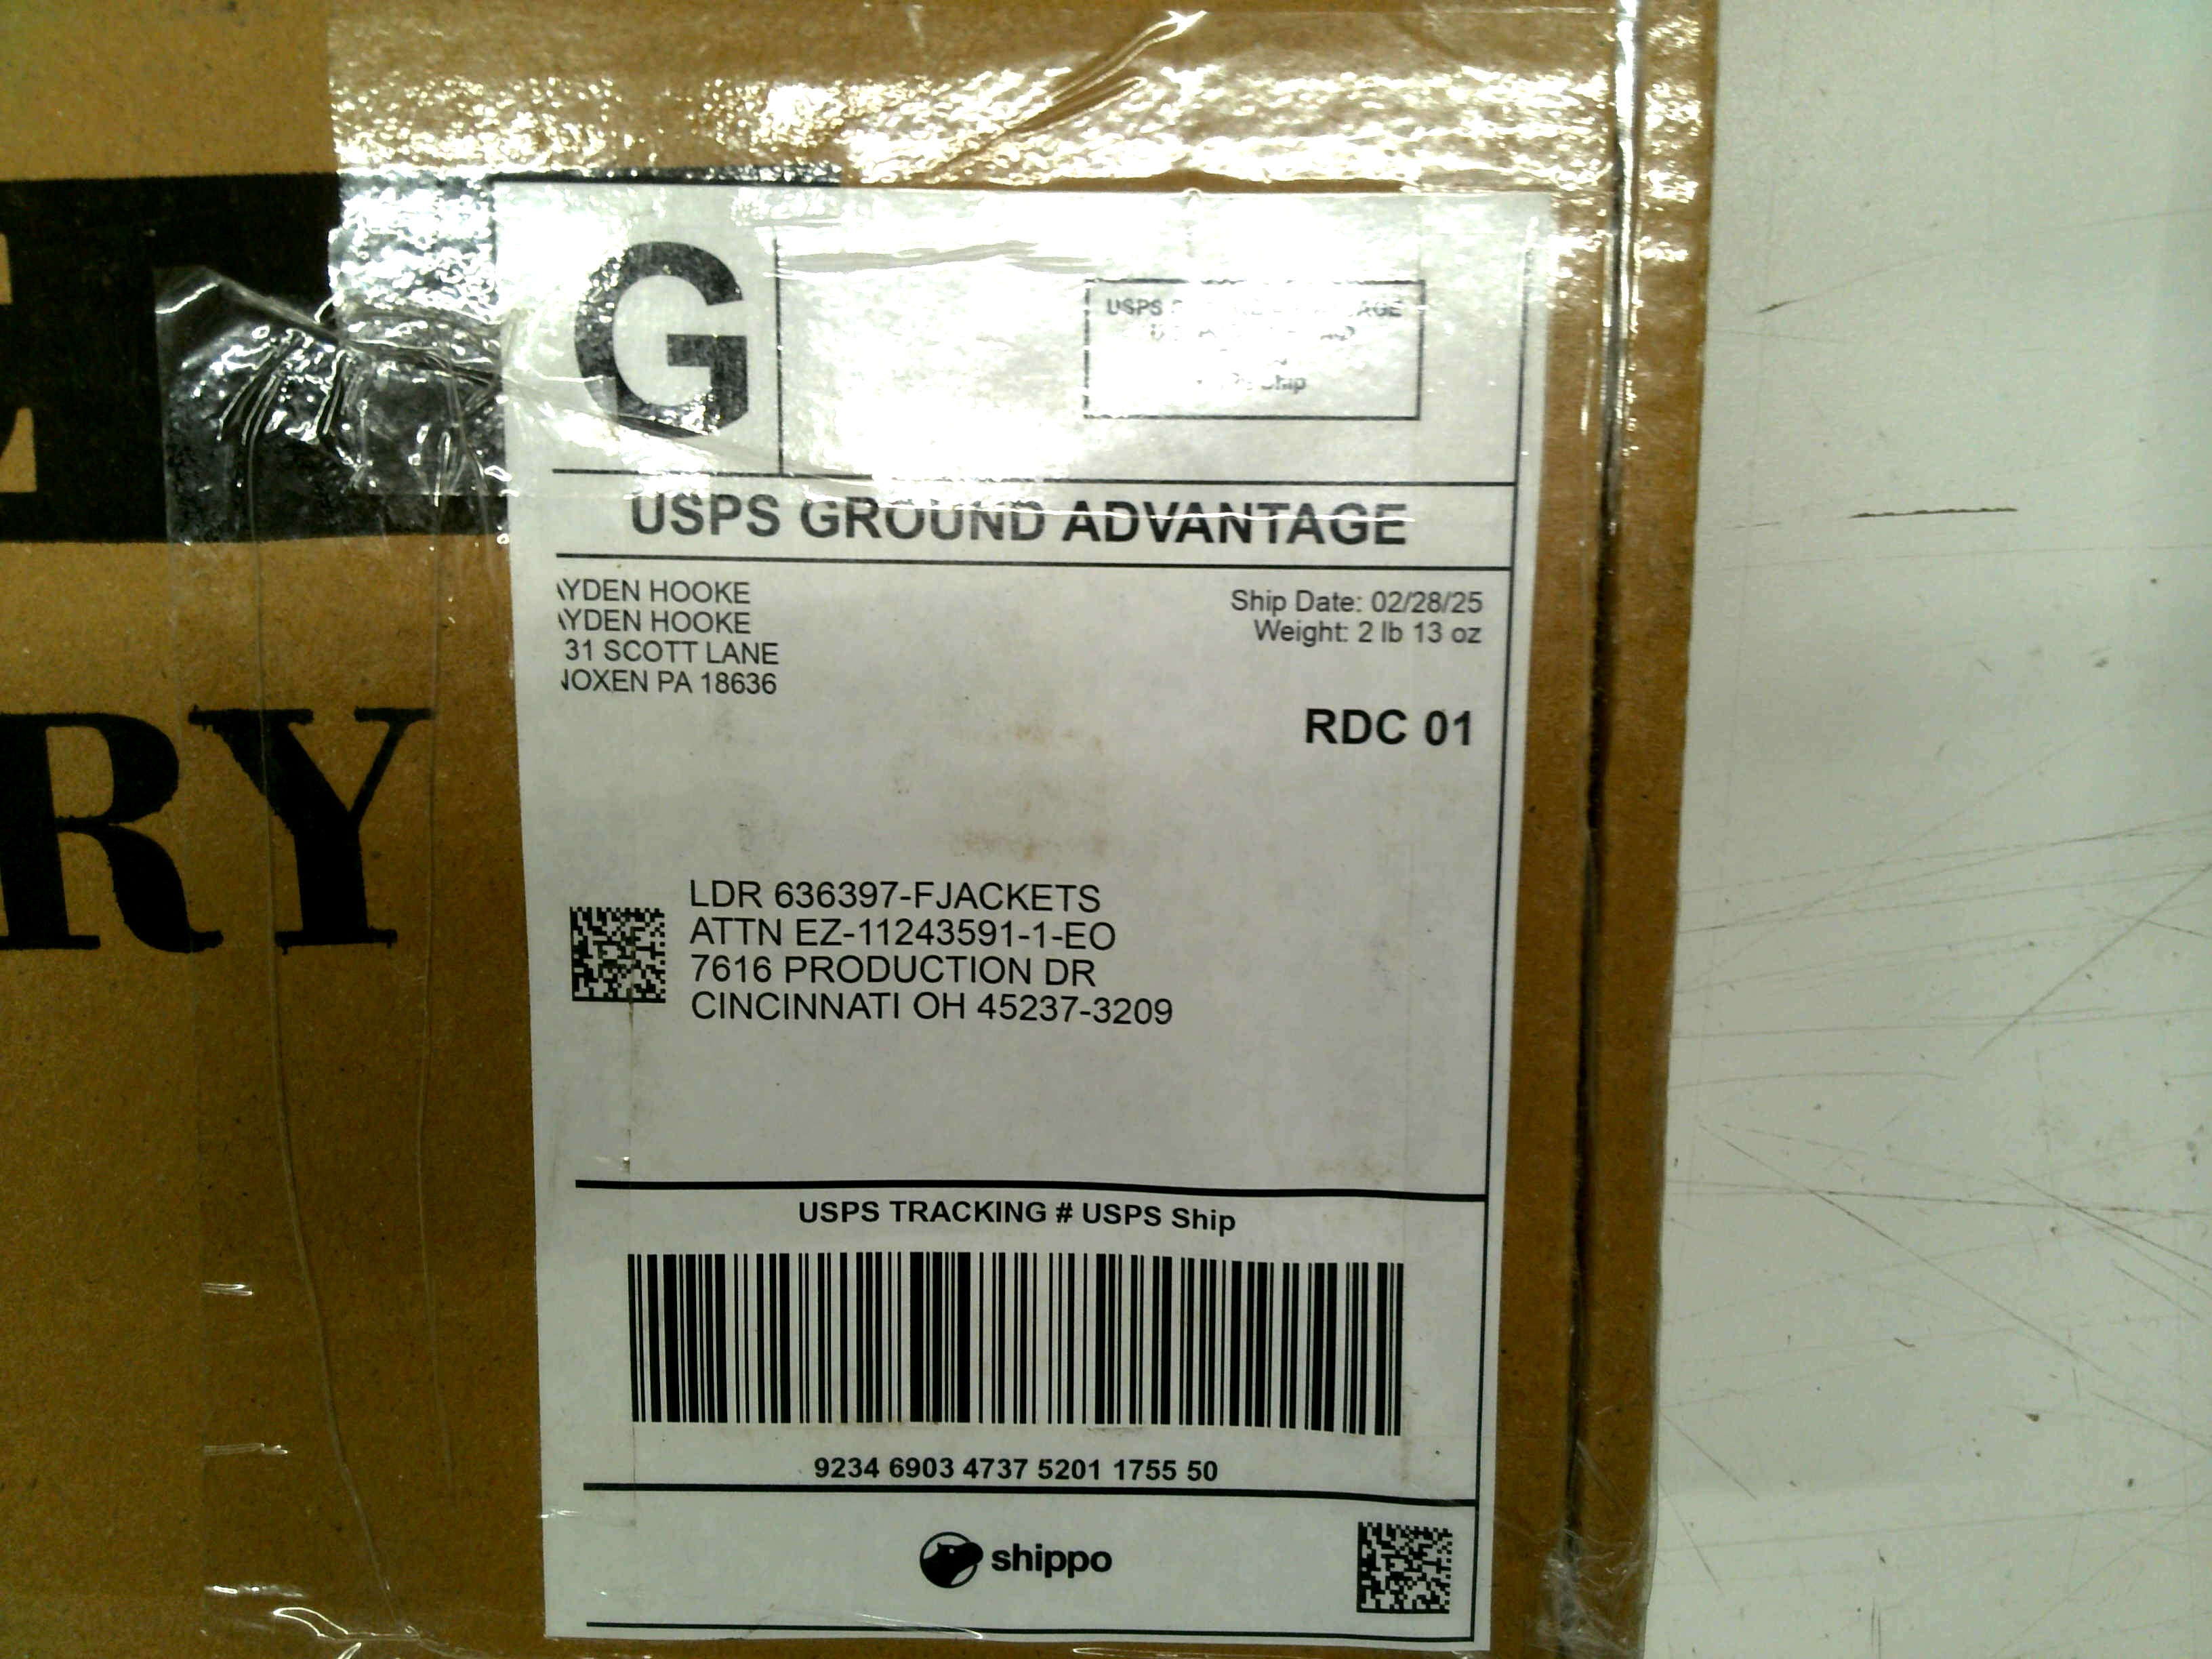 G
USPS
USPS GROUND ADVANTAGE
YDEN HOOKE
YDEN HOOKE
31 SCOTT LANE
NOXEN PA 18636
Ship Date: 02/28/25
Weight: 2 lb 13 oz
RDC 01
LDR 636397-FJACKETS
ATTN EZ-11243591-1-EO
7616 PRODUCTION DR
CINCINNATI OH 45237-3209
USPS TRACKING # USPS Ship
9234 6903 4737 5201 1755 50
shippo
RY